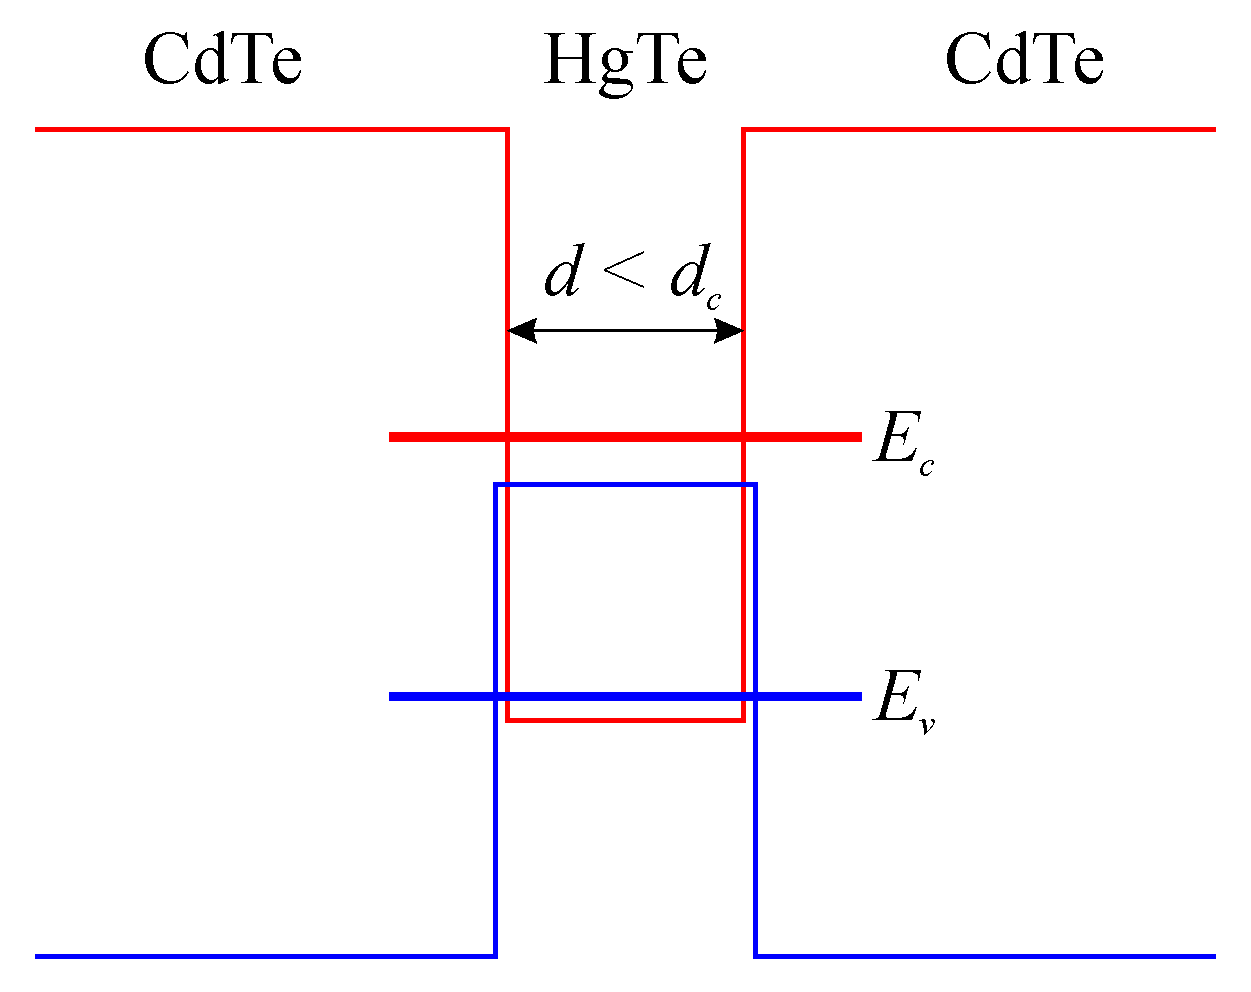 CdTe HgTe CdTe
d < d_c
E_c
E_v